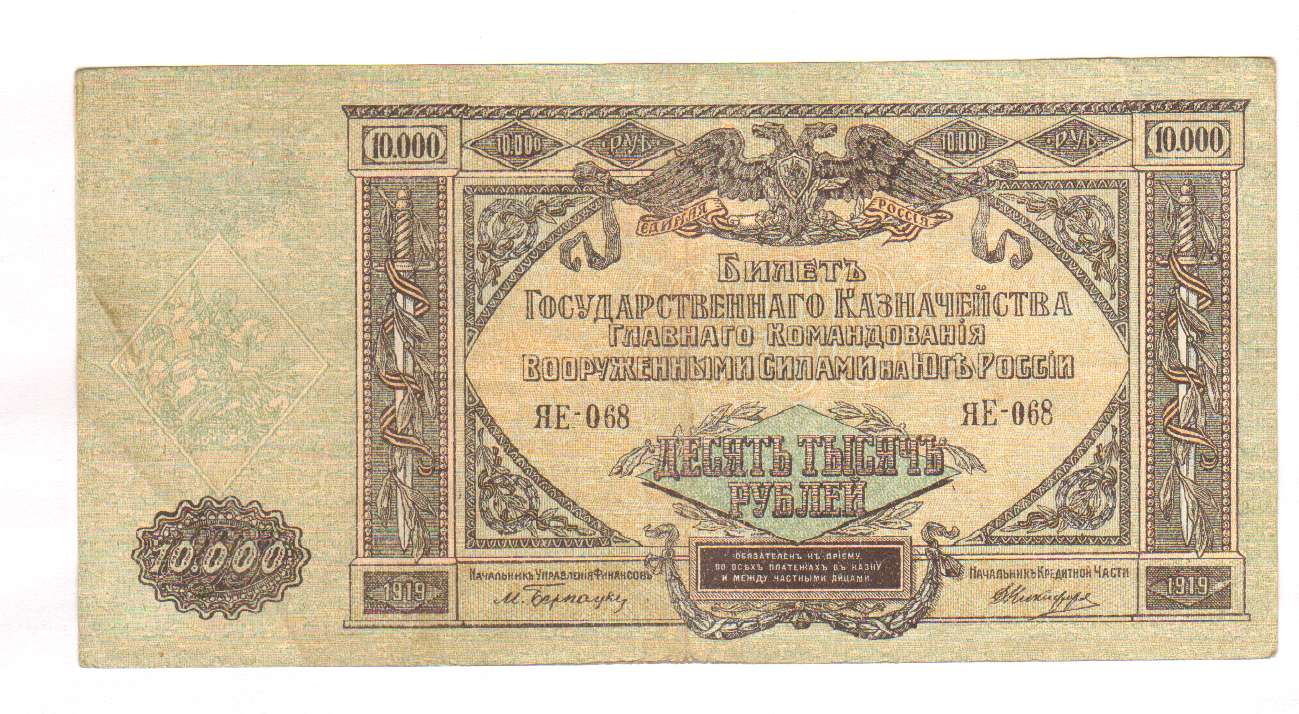 10.000 10.000 РУБ. 10.000 РУБ. 10.000
ЕДИНАЯ РОССІЯ
БИЛЕТЪ
ГОСУДАРСТВЕННАГО КАЗНАЧЕЙСТВА
ГЛАВНАГО КОМАНДОВАНІЯ
ВООРУЖЕННЫМИ СИЛАМИ НА ЮГѢ РОССІИ
ЯЕ-068 ЯЕ-068
ДЕСЯТЬ ТЫСЯЧЪ
РУБЛЕЙ
10.000
ОБЯЗАТЕЛЕНЪ КЪ ПРІЕМУ
ПО ВСѢХЪ ПЛАТЕЖАХЪ ВЪ КАЗНУ
И МЕЖДУ ЧАСТНЫМИ ЛИЦАМИ.
НАЧАЛЬНИКЪ УПРАВЛЕНІЯ ФИНАНСОВЪ
НАЧАЛЬНИКЪ КРЕДИТНОЙ ЧАСТИ
1919 1919